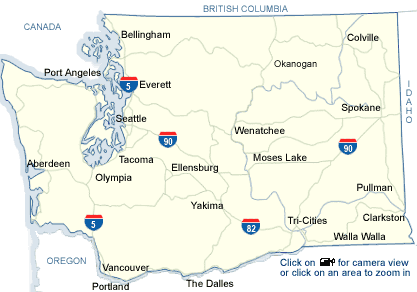 BRITISH COLUMBIA
CANADA
Bellingham
Colville
Okanogan
Port Angeles
5
Everett
IDAHO
Spokane
Seattle
Wenatchee
90
90
Aberdeen
Tacoma
Ellensburg
Moses Lake
Olympia
Pullman
Yakima
5
82
Tri-Cities
Clarkston
Walla Walla
OREGON
Vancouver
Click on for camera view
or click on an area to zoom in
Portland
The Dalles